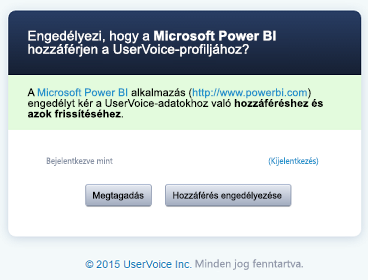 Engedélyezi, hogy a Microsoft Power BI
hozzáférjen a UserVoice-profiljához?
A Microsoft Power BI alkalmazás (http://www.powerbi.com)
engedélyt kér a UserVoice-adatokhoz való hozzáféréshez és
azok frissítéséhez.
Bejelentkezve mint (Kijelentkezés)
Megtagadás Hozzáférés engedélyezése
© 2015 UserVoice Inc. Minden jog fenntartva.